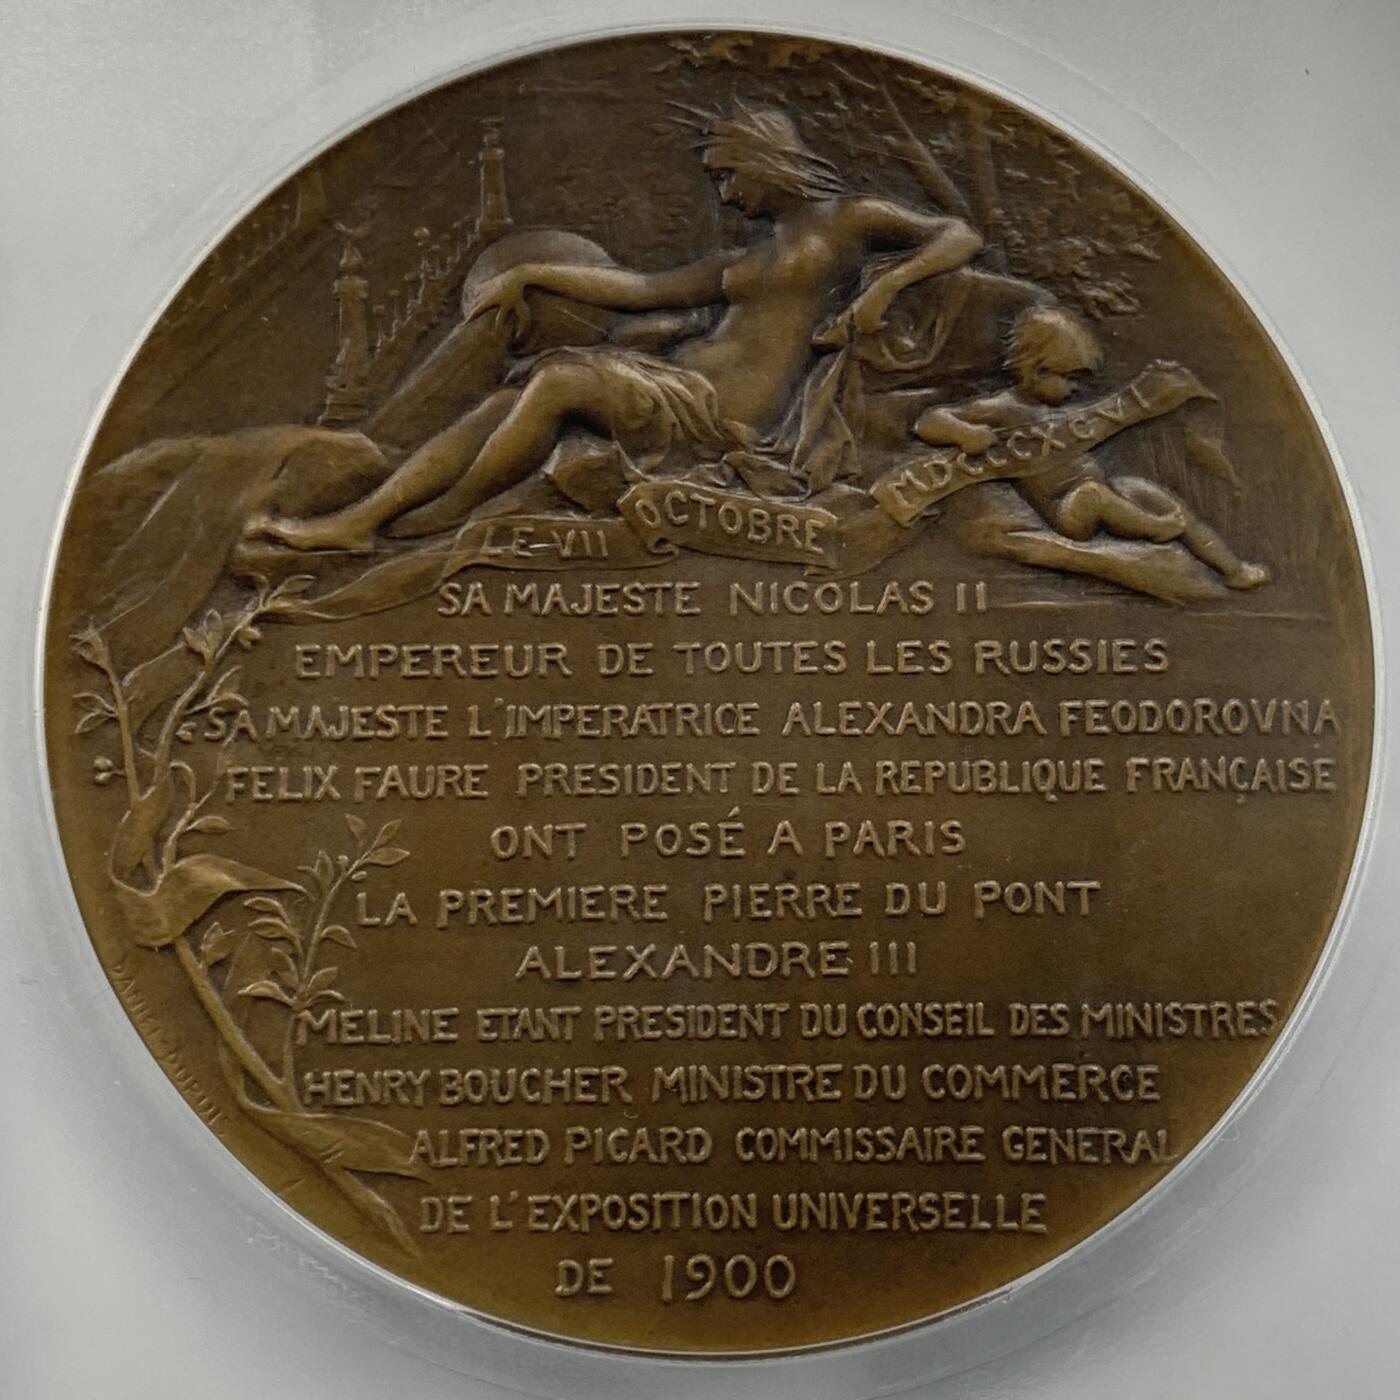 LE VII OCTOBRE MDCCCXCVI
SA MAJESTE NICOLAS II
EMPEREUR DE TOUTES LES RUSSIES
SA MAJESTE L'IMPERATRICE ALEXANDRA FEODOROVNA
FELIX FAURE PRESIDENT DE LA REPUBLIQUE FRANÇAISE
ONT POSÉ A PARIS
LA PREMIERE PIERRE DU PONT
ALEXANDRE III
MELINE ETANT PRESIDENT DU CONSEIL DES MINISTRES
HENRY BOUCHER MINISTRE DU COMMERCE
ALFRED PICARD COMMISSAIRE GENERAL
DE L'EXPOSITION UNIVERSELLE
DE 1900
DANIEL DUPUIS